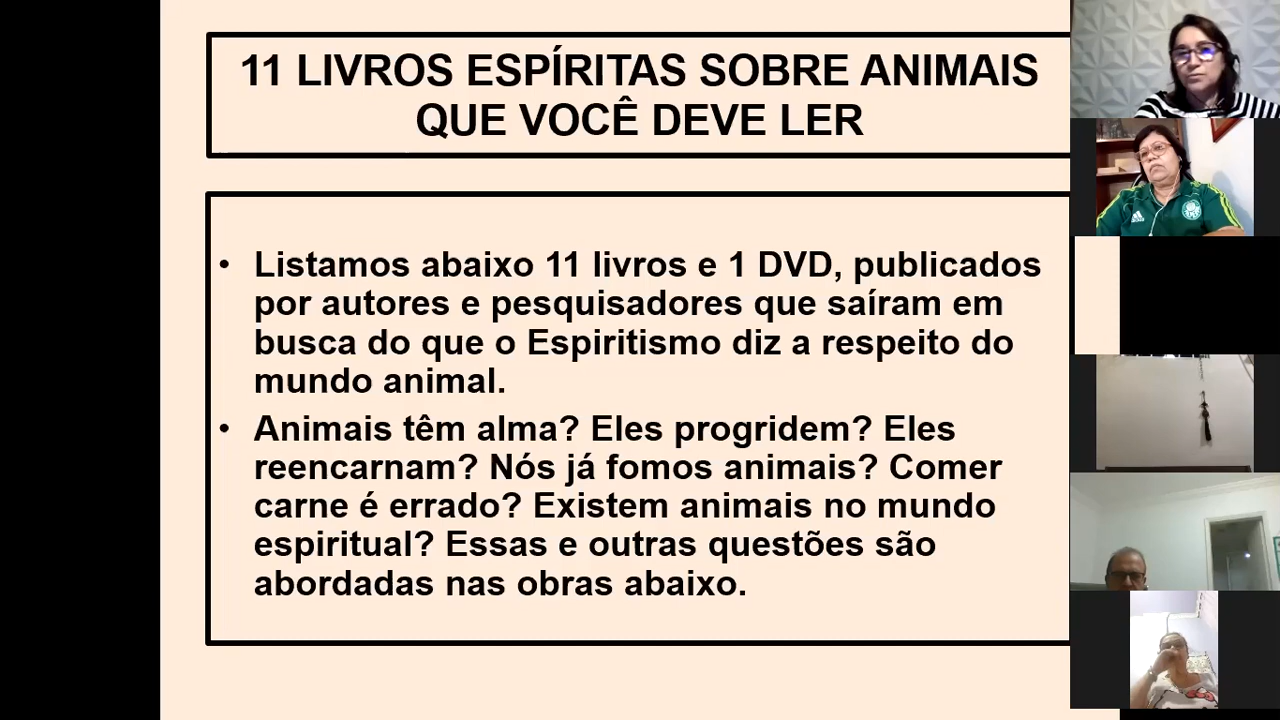 11 LIVROS ESPÍRITAS SOBRE ANIMAIS
QUE VOCÊ DEVE LER
• Listamos abaixo 11 livros e 1 DVD, publicados
por autores e pesquisadores que saíram em
busca do que o Espiritismo diz a respeito do
mundo animal.
• Animais têm alma? Eles progridem? Eles
reencarnam? Nós já fomos animais? Comer
carne é errado? Existem animais no mundo
espiritual? Essas e outras questões são
abordadas nas obras abaixo.